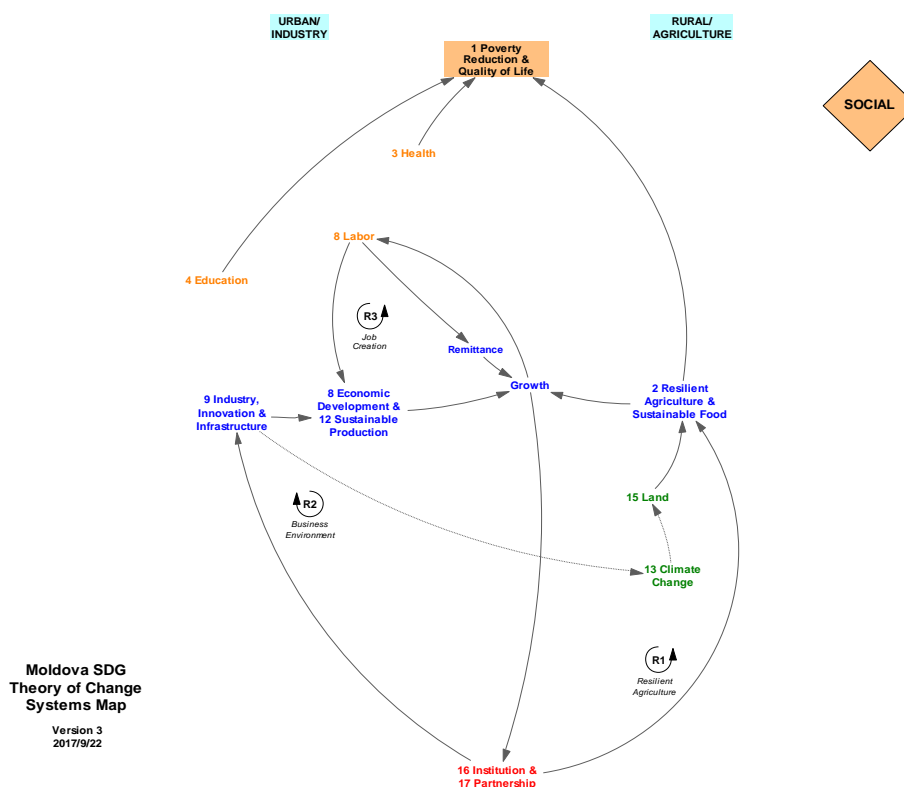 URBAN/
INDUSTRY
RURAL/
AGRICULTURE
1 Poverty
Reduction &
Quality of Life
SOCIAL
3 Health
8 Labor
4 Education
R3
Job
Creation
Remittance
Growth
9 Industry,
Innovation &
Infrastructure
8 Economic
Development &
12 Sustainable
Production
2 Resilient
Agriculture &
Sustainable Food
15 Land
R2
Business
Environment
13 Climate
Change
R1
Resilient
Agriculture
Moldova SDG
Theory of Change
Systems Map
Version 3
2017/9/22
16 Institution &
17 Partnership